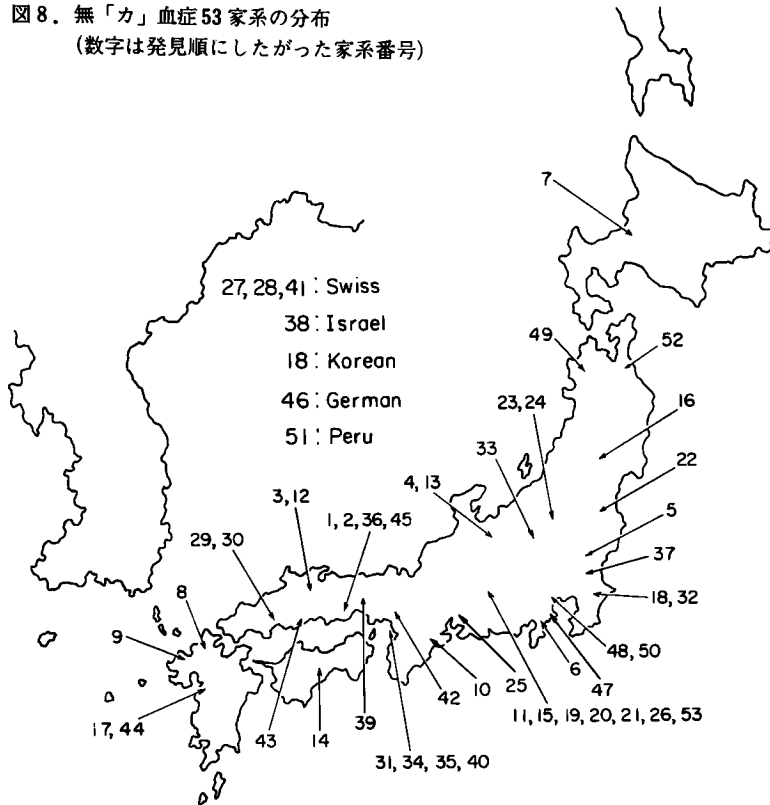 図8. 無「カ」血症53家系の分布
(数字は発見順にしたがった家系番号)
7
27, 28, 41 : Swiss
38 : Israel
18 : Korean
46 : German
51 : Peru
49
52
23, 24
16
33
22
4, 13
5
3, 12
1, 2, 36, 45
37
29, 30
18, 32
8
9
48, 50
6
47
42
10
25
17, 44
43
14
39
11, 15, 19, 20, 21, 26, 53
31, 34, 35, 40